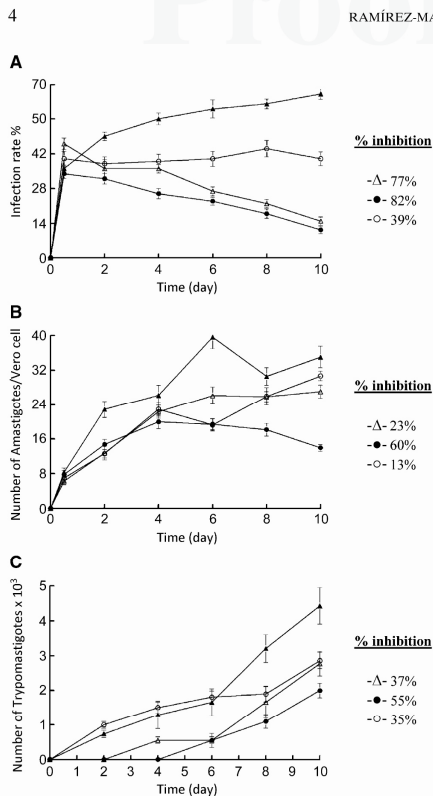 4
RAMÍREZ-MA
A
Infection rate %
70
50
42
28
14
0
0 2 4 6 8 10
Time (day)
% inhibition
-△- 77%
-●- 82%
-○- 39%
B
Number of Amastigctes/Vero cell
40
32
24
16
8
0
0 2 4 6 8 10
Time (day)
% inhibition
-△- 23%
-●- 60%
-○- 13%
C
Number cf Trypomastigotes x 10³
5
4
3
2
1
0
0 1 2 3 4 5 3 7 8 9 10
Time (day)
% inhibition
-△- 37%
-●- 55%
-○- 35%